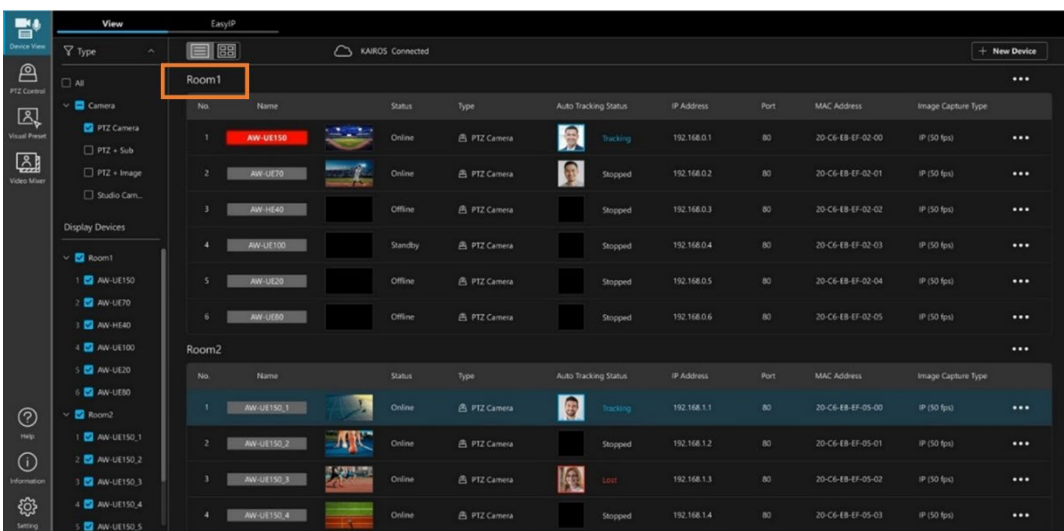 View EasyIP
Device View
PTZ Control
Visual Preset
Video Mixer
Help
Information
Setting
Type
All
Camera
PTZ Camera
PTZ + Sub
PTZ + Image
Studio Cam...
Display Devices
Room1
1 AW-UE150
2 AW-UE70
3 AW-HE40
4 AW-UE100
5 AW-UE20
6 AW-UE80
Room2
1 AW-UE150_1
2 AW-UE150_2
3 AW-UE150_3
4 AW-UE150_4
5 AW-UE150_5
KAIROS Connected
+ New Device
Room1
No. Name Status Type Auto Tracking Status IP Address Port MAC Address Image Capture Type
1 AW-UE150 Online PTZ Camera Tracking 192.168.0.1 80 20-C6-EB-EF-02-00 IP (50 fps)
2 AW-UE70 Online PTZ Camera Stopped 192.168.0.2 80 20-C6-EB-EF-02-01 IP (50 fps)
3 AW-HE40 Offline PTZ Camera Stopped 192.168.0.3 80 20-C6-EB-EF-02-02 IP (50 fps)
4 AW-UE100 Standby PTZ Camera Stopped 192.168.0.4 80 20-C6-EB-EF-02-03 IP (50 fps)
5 AW-UE20 Offline PTZ Camera Stopped 192.168.0.5 80 20-C6-EB-EF-02-04 IP (50 fps)
6 AW-UE80 Offline PTZ Camera Stopped 192.168.0.6 80 20-C6-EB-EF-02-05 IP (50 fps)
Room2
No. Name Status Type Auto Tracking Status IP Address Port MAC Address Image Capture Type
1 AW-UE150_1 Online PTZ Camera Tracking 192.168.1.1 80 20-C6-EB-EF-05-00 IP (50 fps)
2 AW-UE150_2 Online PTZ Camera Stopped 192.168.1.2 80 20-C6-EB-EF-05-01 IP (50 fps)
3 AW-UE150_3 Online PTZ Camera Lost 192.168.1.3 80 20-C6-EB-EF-05-02 IP (50 fps)
4 AW-UE150_4 Online PTZ Camera Stopped 192.168.1.4 80 20-C6-EB-EF-05-03 IP (50 fps)